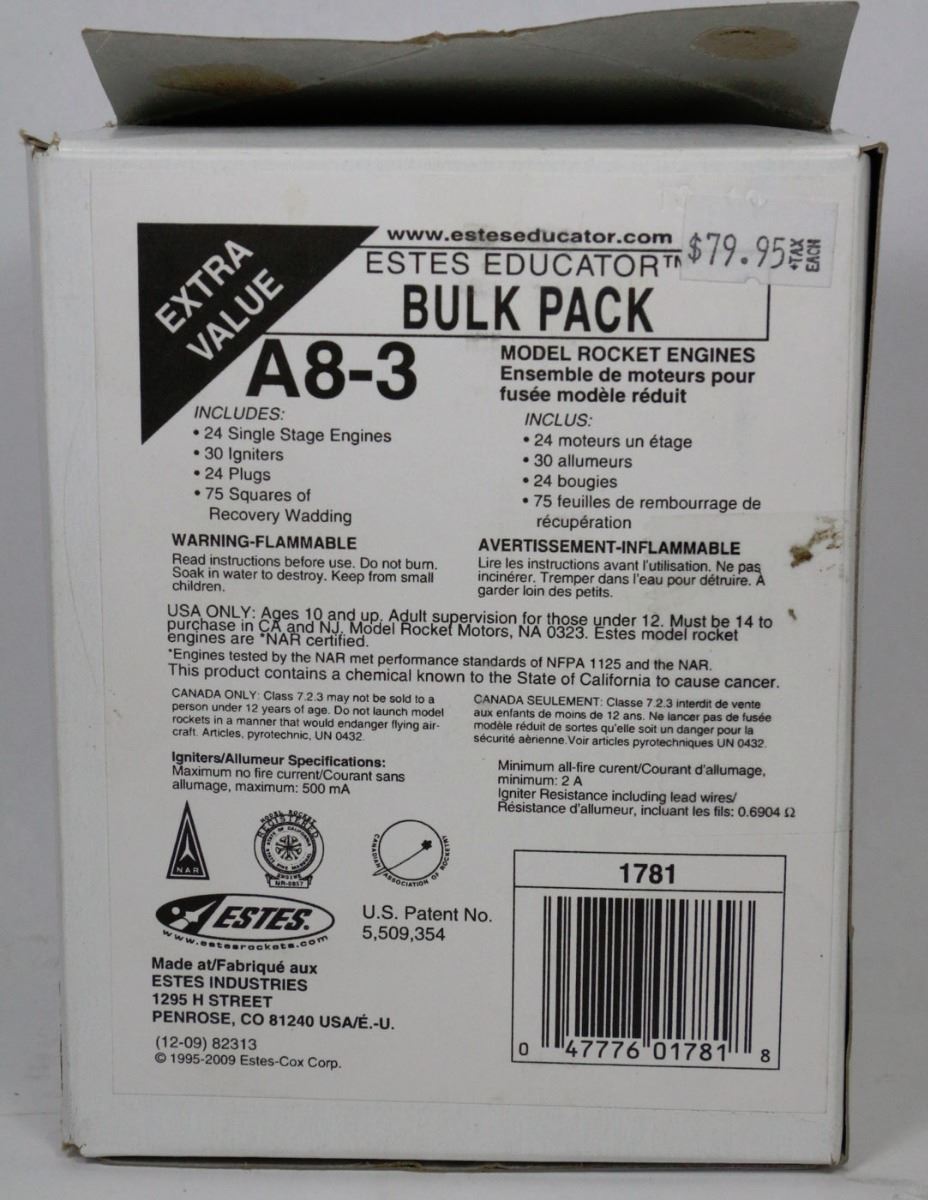 www.esteseducator.com
$79.95 +TAX EACH
EXTRA
VALUE
ESTES EDUCATOR™
BULK PACK
A8-3
MODEL ROCKET ENGINES
Ensemble de moteurs pour
fusée modèle réduit
INCLUDES:
• 24 Single Stage Engines
• 30 Igniters
• 24 Plugs
• 75 Squares of
Recovery Wadding
INCLUS:
• 24 moteurs un étage
• 30 allumeurs
• 24 bougies
• 75 feuilles de rembourrage de
récupération
WARNING-FLAMMABLE
Read instructions before use. Do not burn.
Soak in water to destroy. Keep from small
children.
AVERTISSEMENT-INFLAMMABLE
Lire les instructions avant l'utilisation. Ne pas
incinérer. Tremper dans l'eau pour détruire. À
garder loin des petits.
USA ONLY: Ages 10 and up. Adult supervision for those under 12. Must be 14 to
purchase in CA and NJ. Model Rocket Motors, NA 0323. Estes model rocket
engines are *NAR certified.
*Engines tested by the NAR met performance standards of NFPA 1125 and the NAR.
This product contains a chemical known to the State of California to cause cancer.
CANADA ONLY: Class 7.2.3 may not be sold to a
person under 12 years of age. Do not launch model
rockets in a manner that would endanger flying air-
craft. Articles, pyrotechnic, UN 0432.
CANADA SEULEMENT: Classe 7.2.3 interdit de vente
aux enfants de moins de 12 ans. Ne lancer pas de fusée
modèle réduit de sortes qu'elle soit un danger pour la
sécurité aèrienne.Voir articles pyrotechniques UN 0432.
Igniters/Allumeur Specifications:
Maximum no fire current/Courant sans
allumage, maximum: 500 mA
Minimum all-fire curent/Courant d'allumage,
minimum: 2 A
Igniter Resistance including lead wires/
Résistance d'allumeur, incluant les fils: 0.6904 Ω
NAR
MODEL ROCKET
REGISTERED
STATE OF CALIFORNIA
STATE FIRE MARSHAL
ENGINE
CANADIAN ASSOCIATION OF ROCKETRY
ESTES.
www.estesrockets.com
U.S. Patent No.
5,509,354
Made at/Fabriqué aux
ESTES INDUSTRIES
1295 H STREET
PENROSE, CO 81240 USA/É.-U.
(12-09) 82313
© 1995-2009 Estes-Cox Corp.
1781
0 47776 01781 8